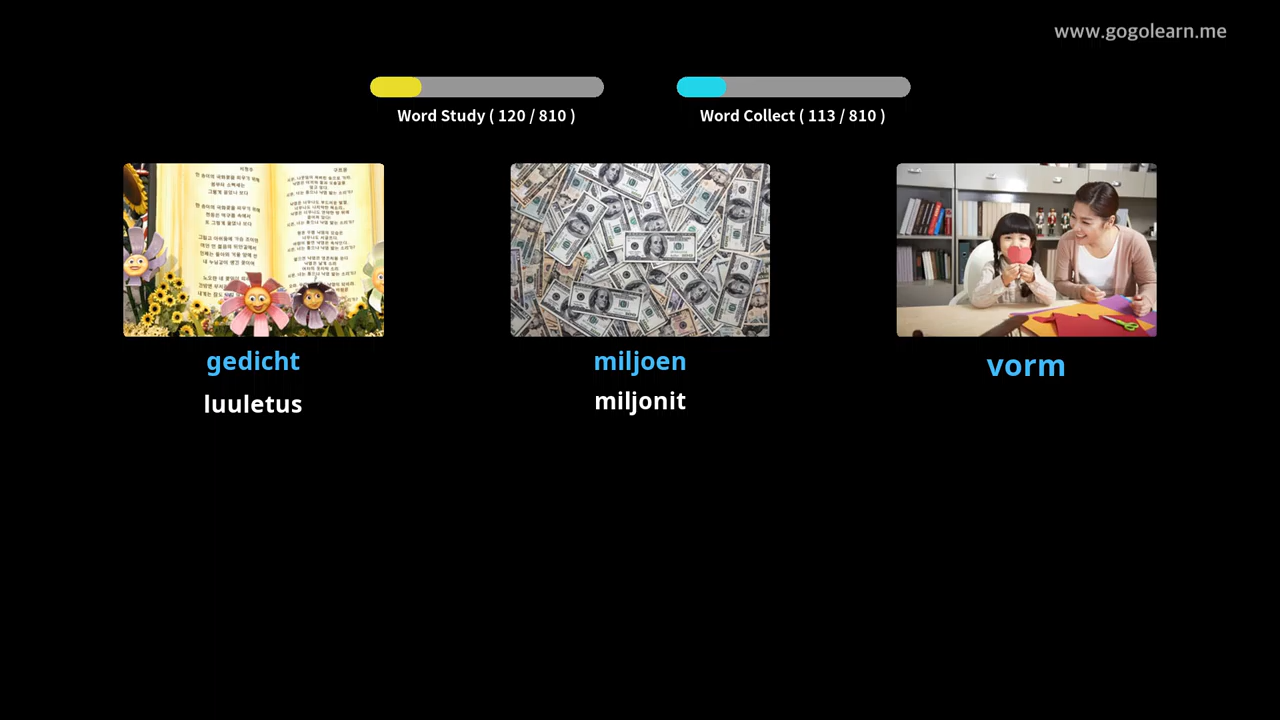 www.gogolearn.me
Word Study ( 120 / 810 )
Word Collect ( 113 / 810 )
gedicht
luuletus
miljoen
miljonit
vorm